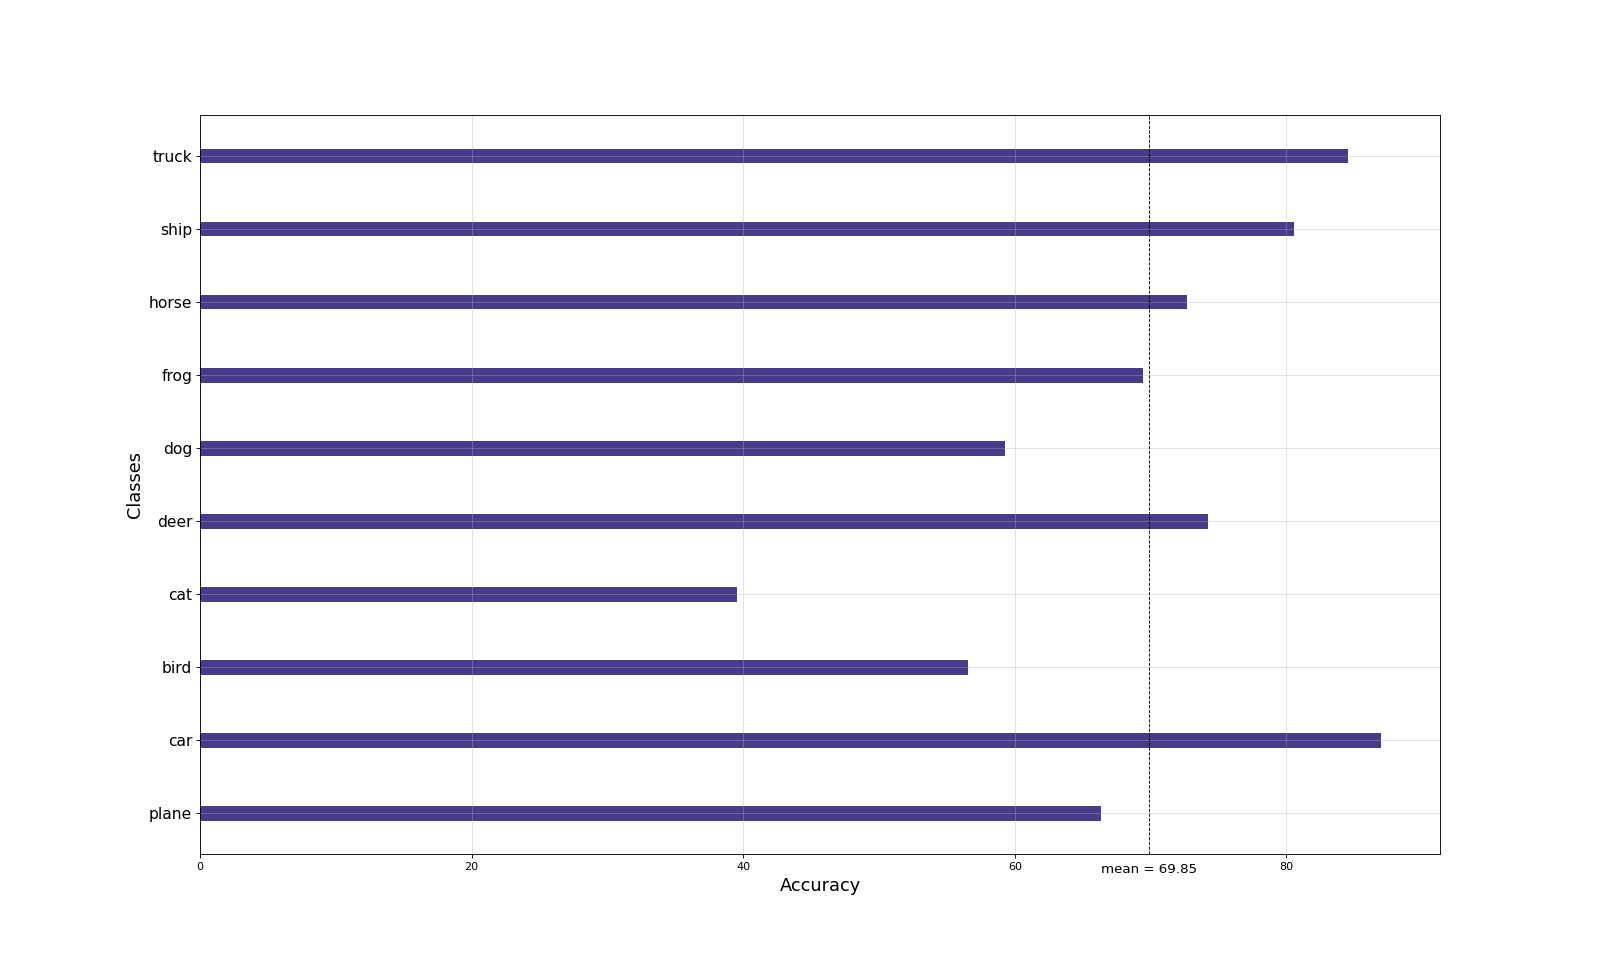 truck
ship
horse
frog
dog
deer
cat
bird
car
plane
Classes
0 20 40 60 80
mean = 69.85
Accuracy